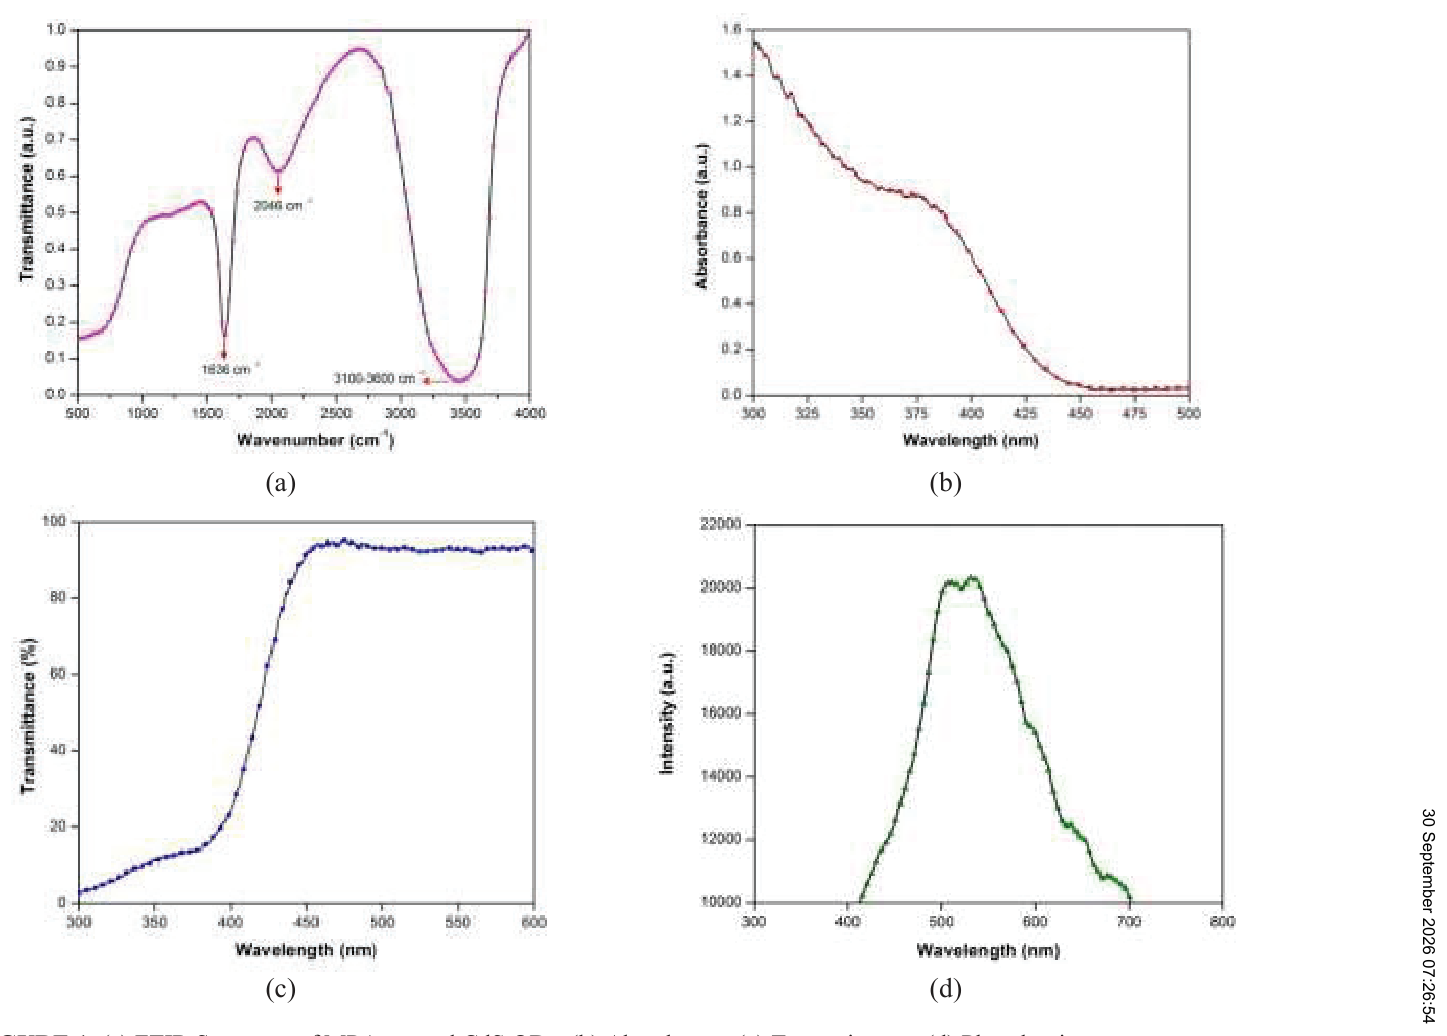 1.0
0.9
0.8
0.7
0.6
0.5
0.4
0.3
0.2
0.1
0.0
Transmittance (a.u.)
2046 cm⁻¹
1636 cm⁻¹
3100-3600 cm⁻¹
500 1000 1500 2000 2500 3000 3500 4000
Wavenumber (cm⁻¹)
(a)
1.6
1.4
1.2
1.0
0.8
0.6
0.4
0.2
0.0
Absorbance (a.u.)
300 325 350 375 400 425 450 475 500
Wavelength (nm)
(b)
100
80
60
40
20
0
Transmittance (%)
300 350 400 450 500 550 600
Wavelength (nm)
(c)
22000
20000
18000
16000
14000
12000
10000
Intensity (a.u.)
300 400 500 600 700 800
Wavelength (nm)
(d)
30 September 2026 07:26:54